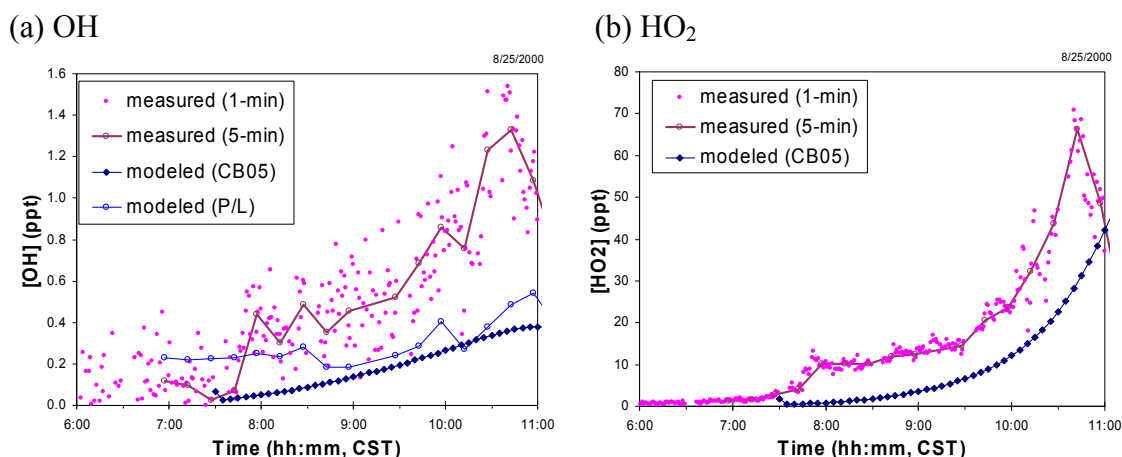 (a) OH
8/25/2000
measured (1-min)
measured (5-min)
modeled (CB05)
modeled (P/L)
[OH] (ppt)
1.6
1.4
1.2
1.0
0.8
0.6
0.4
0.2
0.0
6:00 7:00 8:00 9:00 10:00 11:00
Time (hh:mm, CST)
(b) HO2
8/25/2000
measured (1-min)
measured (5-min)
modeled (CB05)
[HO2] (ppt)
80
70
60
50
40
30
20
10
0
6:00 7:00 8:00 9:00 10:00 11:00
Time (hh:mm, CST)